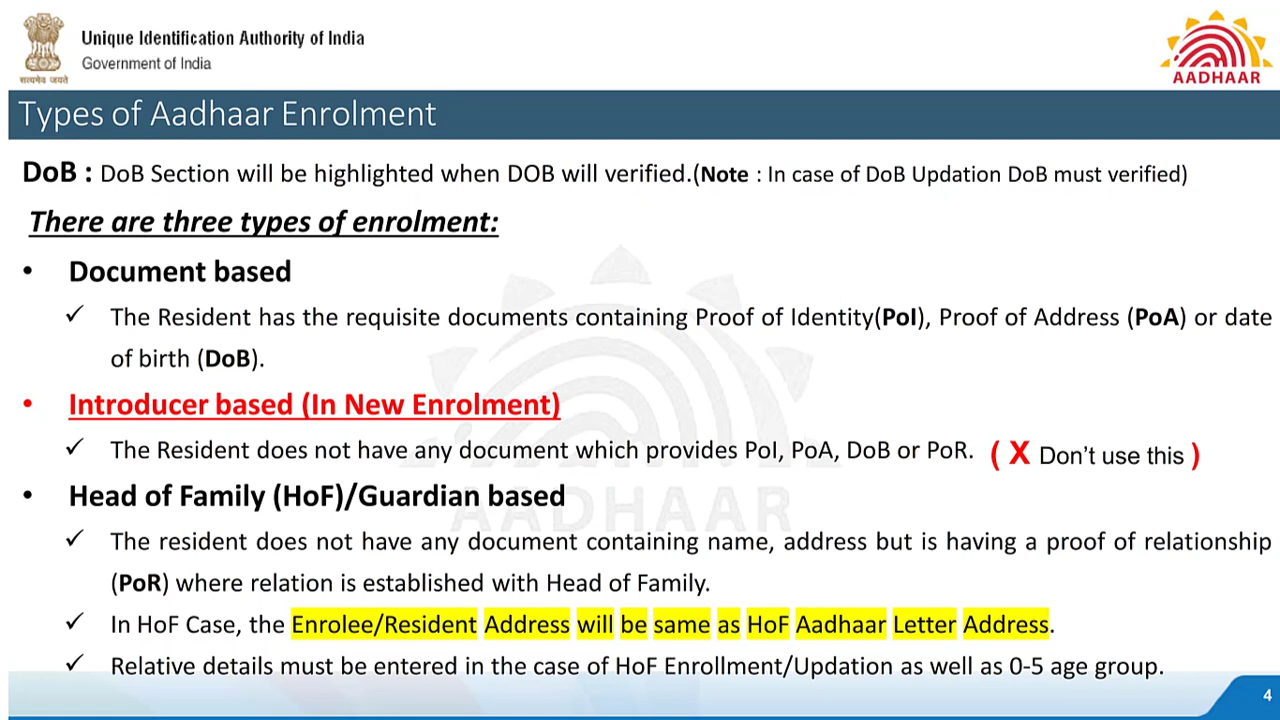 Unique Identification Authority of India
Government of India
सत्यमेव जयते
AADHAAR
Types of Aadhaar Enrolment
DoB : DoB Section will be highlighted when DOB will verified.(Note : In case of DoB Updation DoB must verified)
There are three types of enrolment:
• Document based
✓ The Resident has the requisite documents containing Proof of Identity(PoI), Proof of Address (PoA) or date
of birth (DoB).
• Introducer based (In New Enrolment)
✓ The Resident does not have any document which provides PoI, PoA, DoB or PoR. ( X Don't use this )
• Head of Family (HoF)/Guardian based
AADHAAR
✓ The resident does not have any document containing name, address but is having a proof of relationship
(PoR) where relation is established with Head of Family.
✓ In HoF Case, the Enrolee/Resident Address will be same as HoF Aadhaar Letter Address.
✓ Relative details must be entered in the case of HoF Enrollment/Updation as well as 0-5 age group.
4